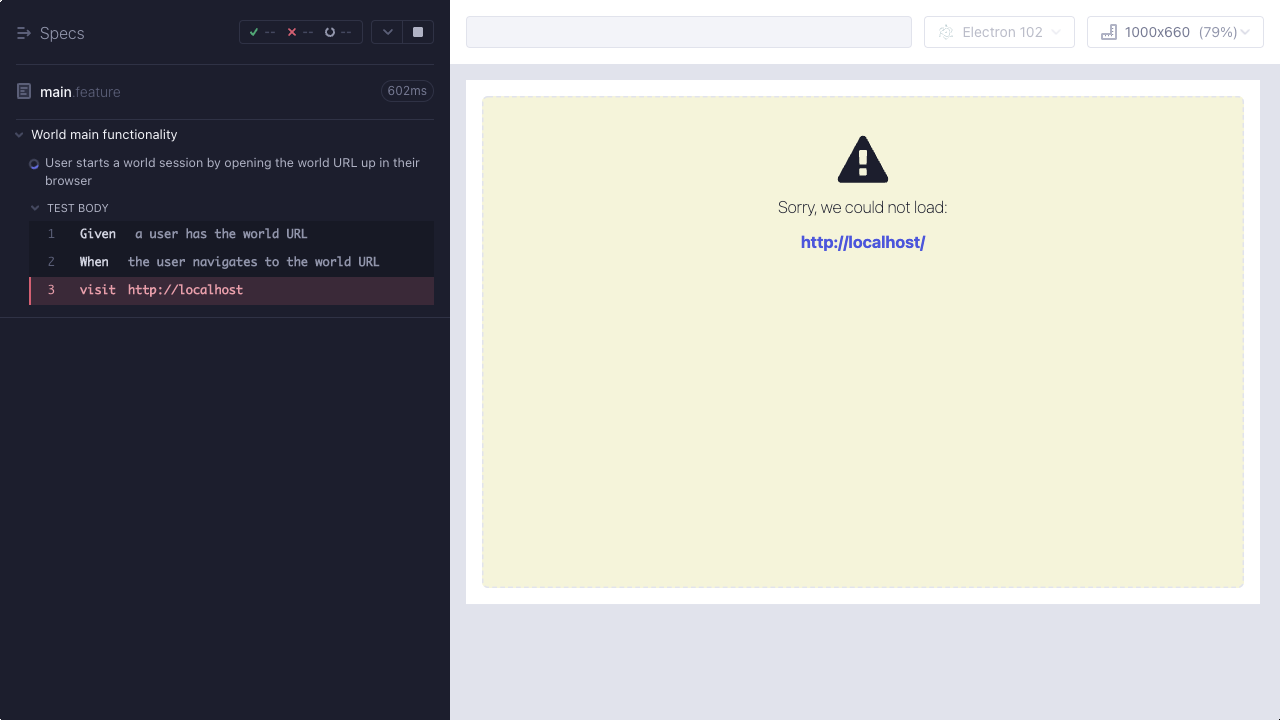 Specs
-- -- --
Electron 102
1000x660 (79%)
main.feature
602ms
World main functionality
User starts a world session by opening the world URL up in their
browser
TEST BODY
1 Given a user has the world URL
2 When the user navigates to the world URL
3 visit http://localhost
Sorry, we could not load:
http://localhost/